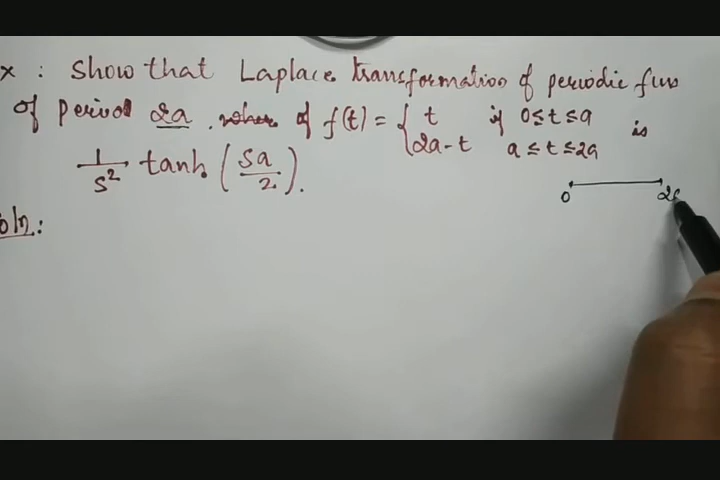 x : Show that Laplace transformation of periodic fun
of period 2a of f(t) = { t if 0≤t≤a
2a-t a≤t≤2a is
1/s² tanh (sa/2).
0 2a
oln: